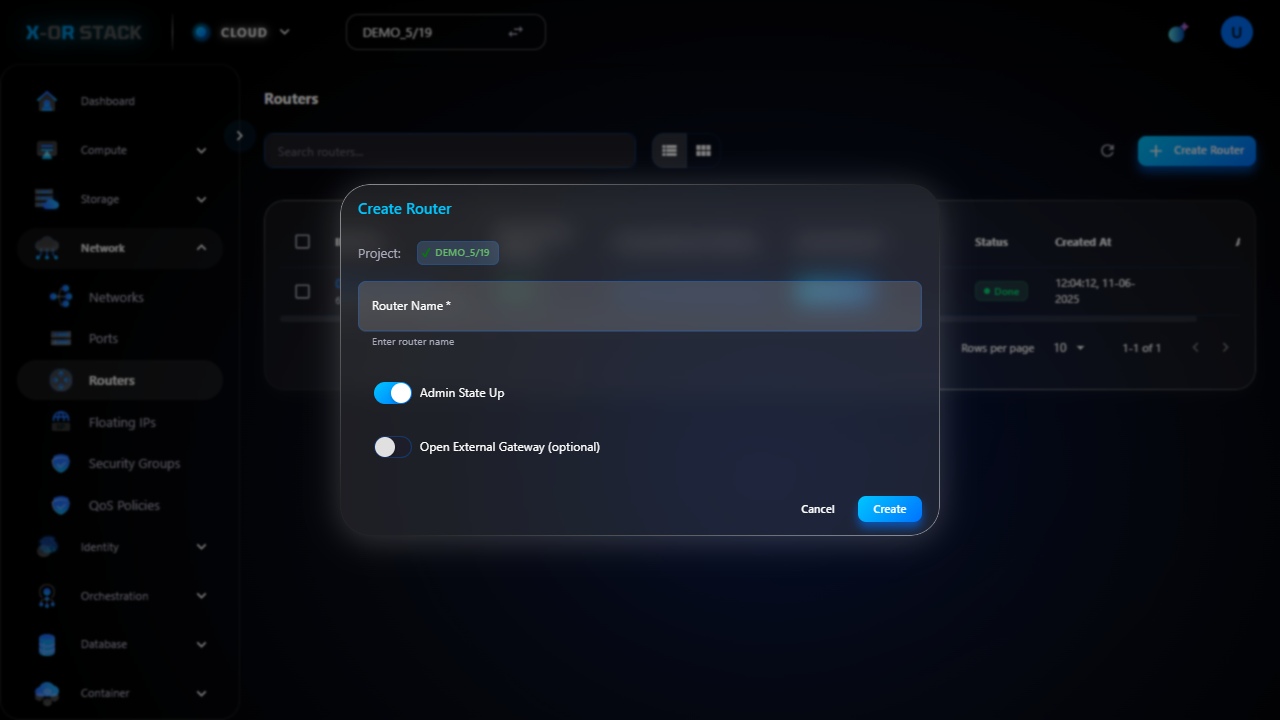 X-OR STACK
CLOUD
DEMO_5/19
U
Dashboard
Compute
Storage
Network
Networks
Ports
Routers
Floating IPs
Security Groups
QoS Policies
Identity
Orchestration
Database
Container
Routers
Search routers...
Create Router
Status
Created At
Done
12:04:12, 11-06-
2025
Rows per page
10
1-1 of 1
Create Router
Project:
DEMO_5/19
Router Name *
Enter router name
Admin State Up
Open External Gateway (optional)
Cancel
Create